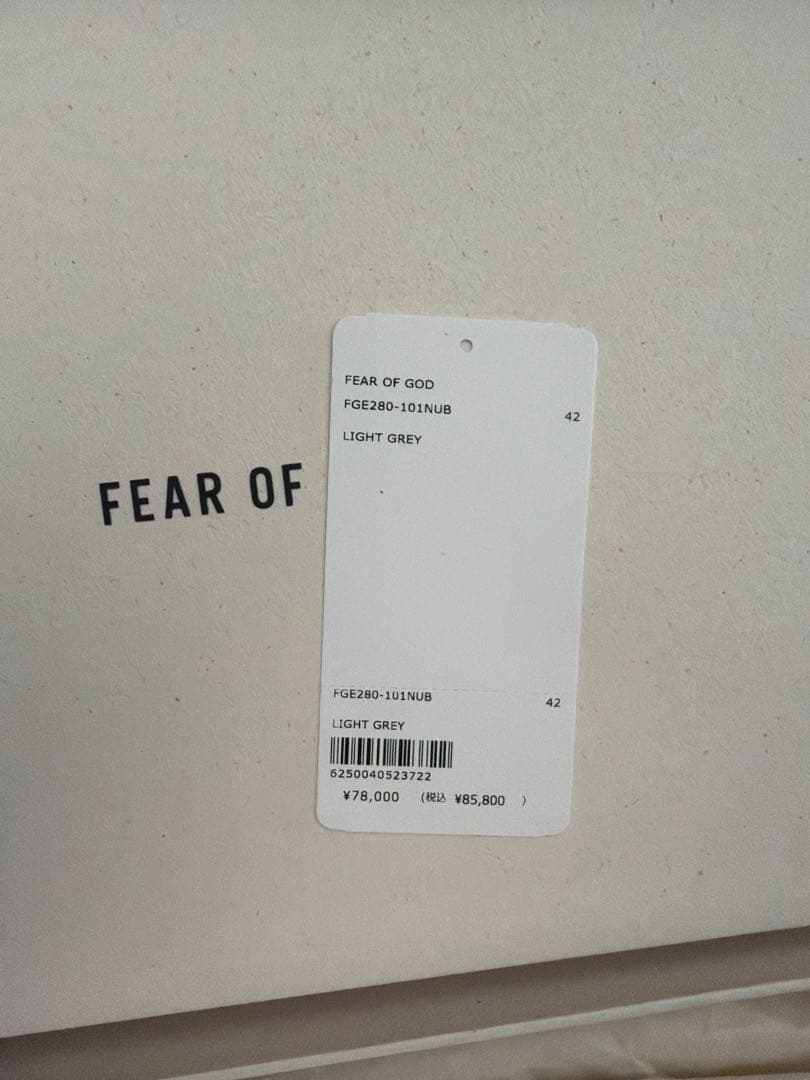 FEAR OF GOD
FGE280-101NUB 42
LIGHT GREY
FEAR OF
FGE280-101NUB 42
LIGHT GREY
6250040523722
¥78,000 (税込 ¥85,800 )